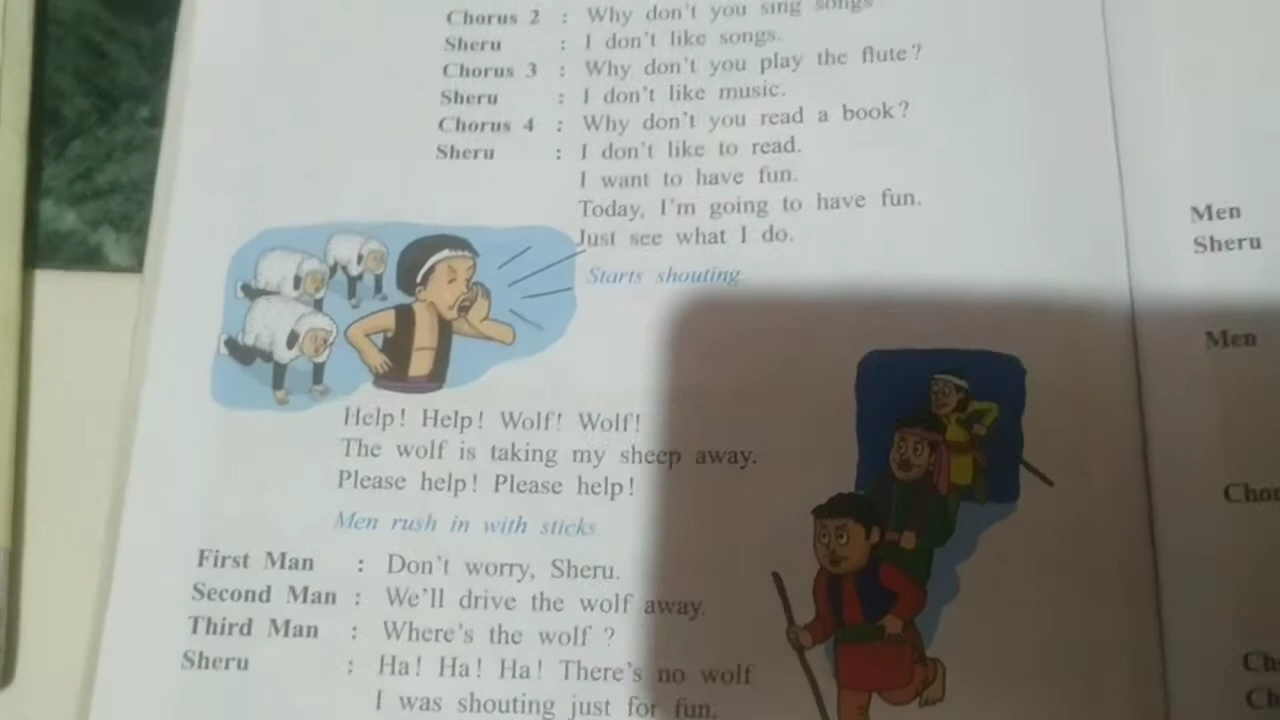 Chorus 2 : Why don't you sing songs
Sheru : I don't like songs.
Chorus 3 : Why don't you play the flute?
Sheru : I don't like music.
Chorus 4 : Why don't you read a book?
Sheru : I don't like to read.
I want to have fun.
Today, I'm going to have fun.
Just see what I do.
Starts shouting
Help! Help! Wolf! Wolf!
The wolf is taking my sheep away.
Please help! Please help!
Men rush in with sticks
First Man : Don't worry, Sheru.
Second Man : We'll drive the wolf away.
Third Man : Where's the wolf ?
Sheru : Ha! Ha! Ha! There's no wolf
I was shouting just for fun.
Men
Sheru
Men